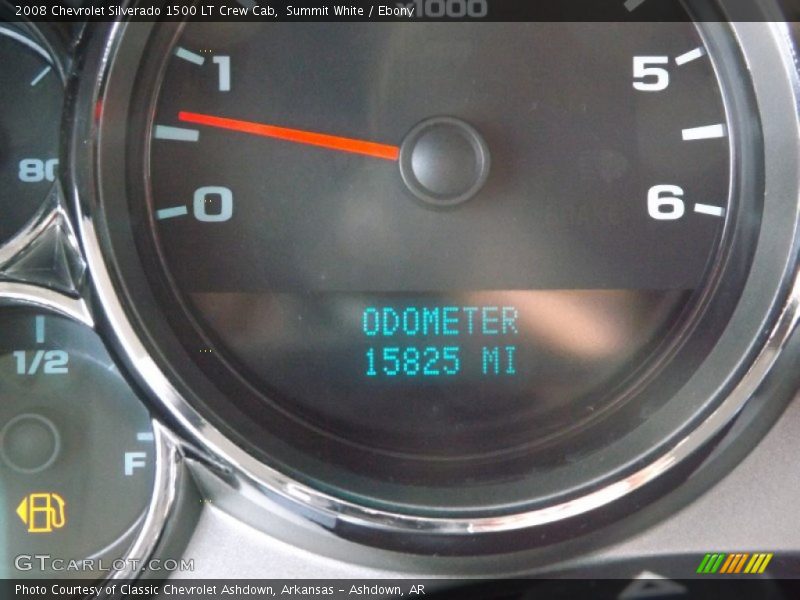 2008 Chevrolet Silverado 1500 LT Crew Cab, Summit White / Ebony
x1000
1
5
80
0
6
ODOMETER
15825 MI
1/2
F
GTCARLOT.COM
Photo Courtesy of Classic Chevrolet Ashdown, Arkansas - Ashdown, AR